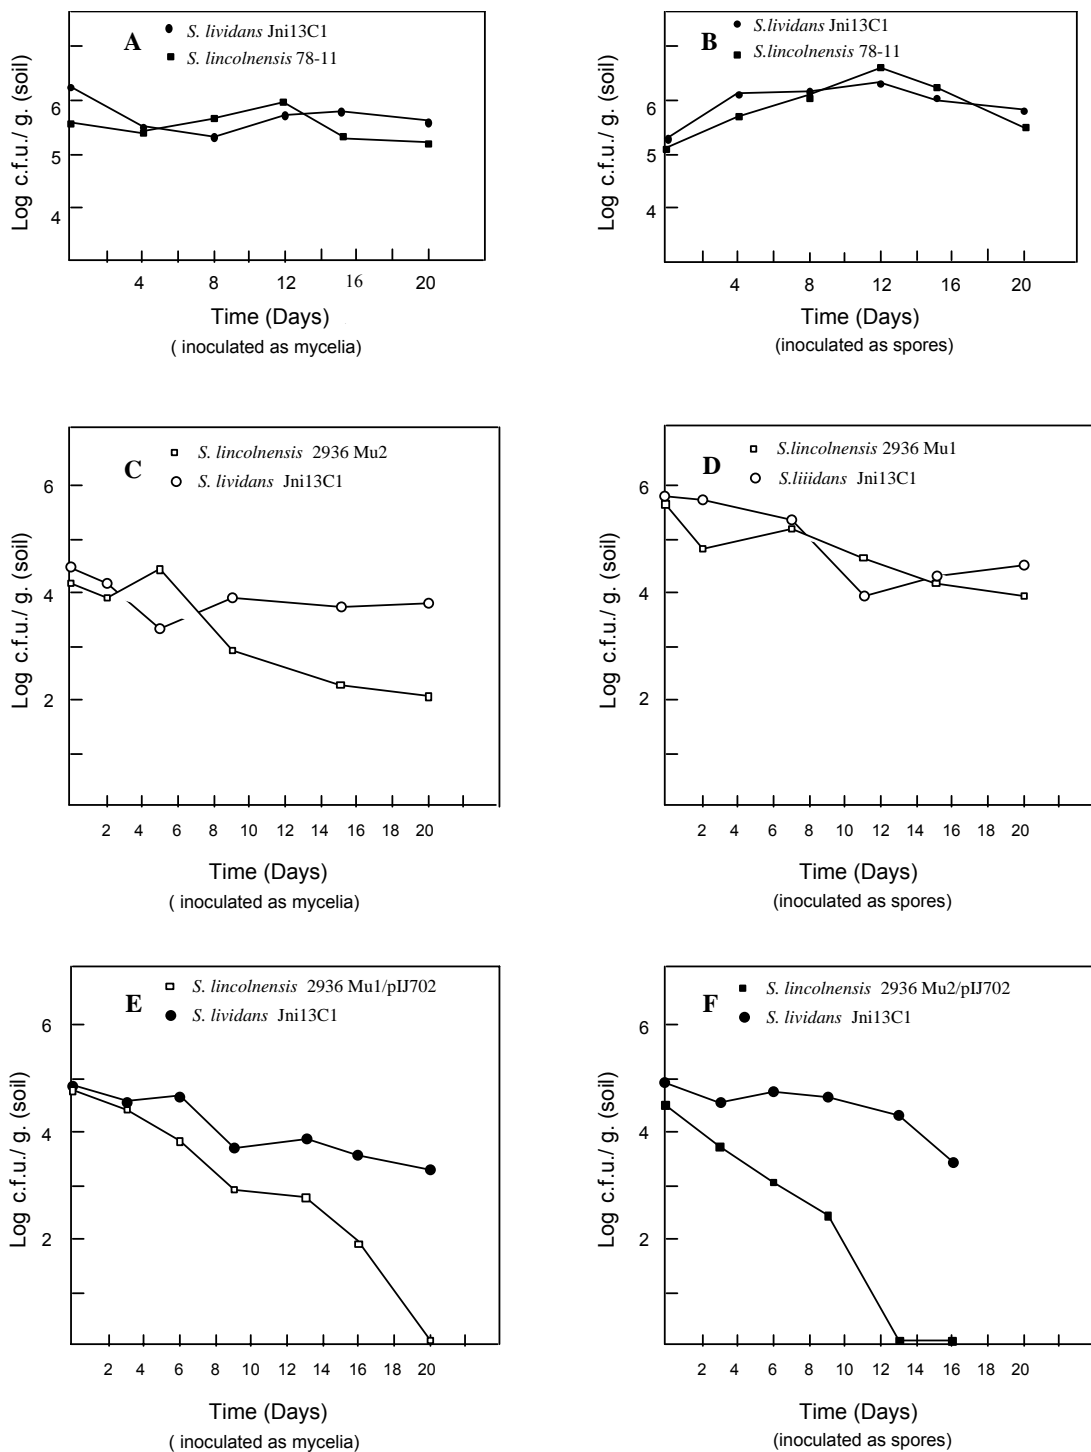 A
S. lividans Jni13C1
S. lincolnensis 78-11
Log c.f.u./ g. (soil)
6
5
4
4 8 12 16 20
Time (Days)
( inoculated as mycelia)
B
S.lividans Jni13C1
S.lincolnensis 78-11
Log c.f.u./ g. (soil)
6
5
4
4 8 12 16 20
Time (Days)
(inoculated as spores)
C
S. lincolnensis 2936 Mu2
S. lividans Jni13C1
Log c.f.u./ g. (soil)
6
4
2
2 4 6 8 10 12 14 16 18 20
Time (Days)
( inoculated as mycelia)
D
S.lincolnensis 2936 Mu1
S.liiidans Jni13C1
Log c.f.u./ g. (soil)
6
4
2
2 4 6 8 10 12 14 16 18 20
Time (Days)
(inoculated as spores)
E
S. lincolnensis 2936 Mu1/pIJ702
S. lividans Jni13C1
Log c.f.u./ g. (soil)
6
4
2
2 4 6 8 10 12 14 16 18 20
Time (Days)
( inoculated as mycelia)
F
S. lincolnensis 2936 Mu2/pIJ702
S. lividans Jni13C1
Log c.f.u./ g. (soil)
6
4
2
2 4 6 8 10 12 14 16 18 20
Time (Days)
(inoculated as spores)